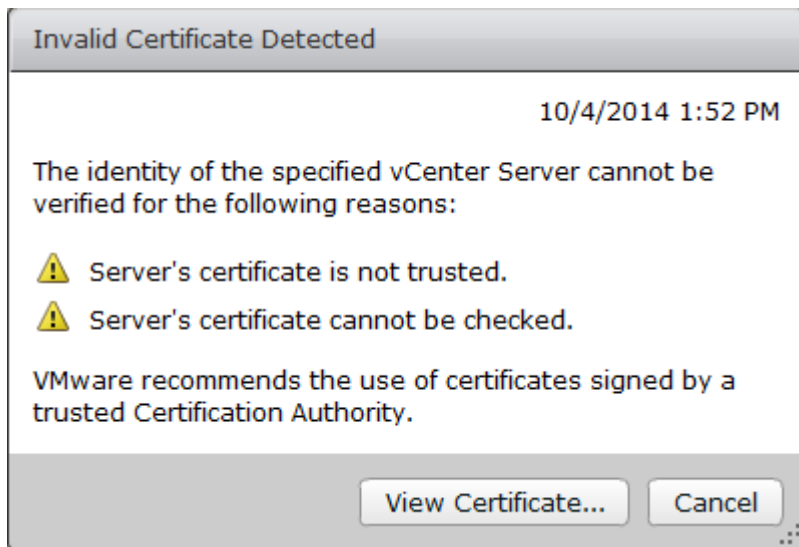 Invalid Certificate Detected
10/4/2014 1:52 PM
The identity of the specified vCenter Server cannot be
verified for the following reasons:
Server's certificate is not trusted.
Server's certificate cannot be checked.
VMware recommends the use of certificates signed by a
trusted Certification Authority.
View Certificate... Cancel